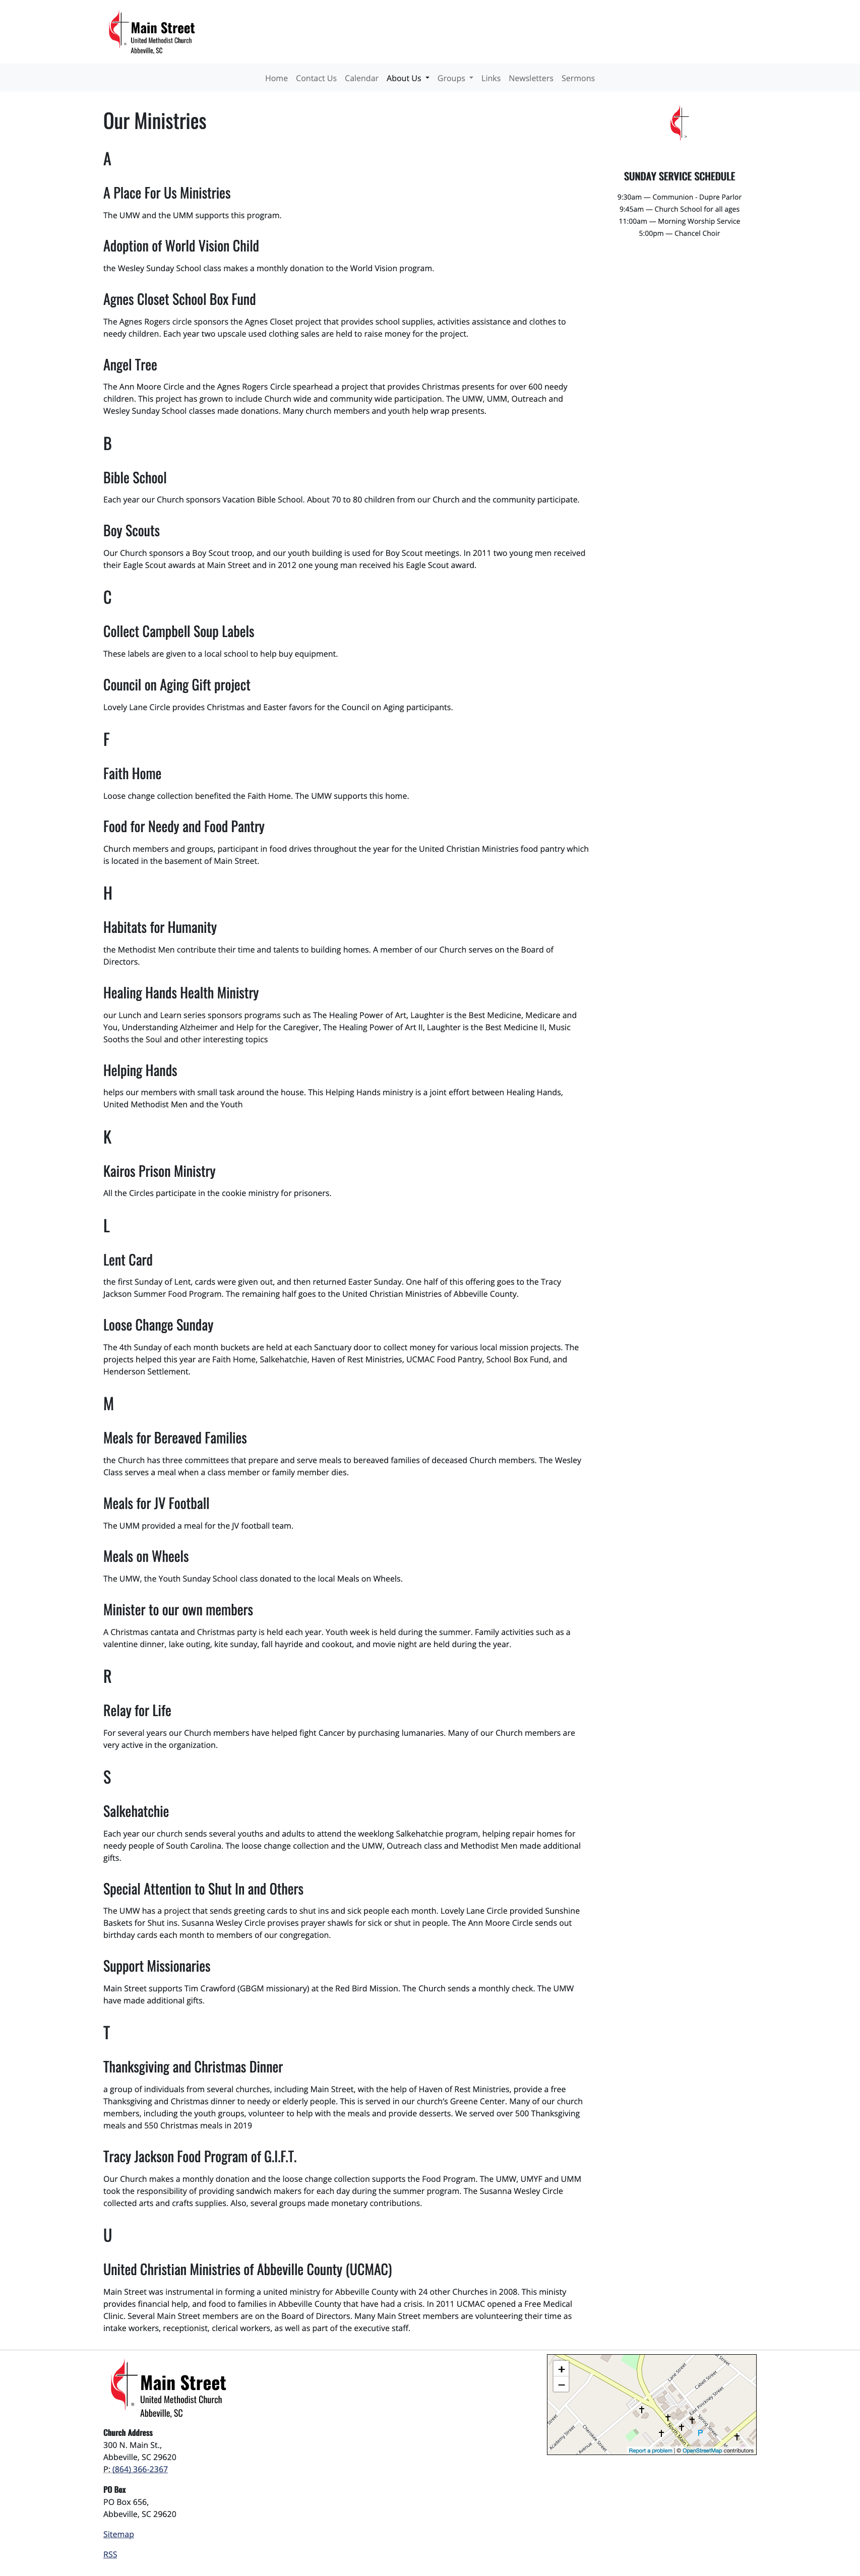 Main Street
United Methodist Church
Abbeville, SC
Home Contact Us Calendar About Us Groups Links Newsletters Sermons
Our Ministries
A
A Place For Us Ministries
The UMW and the UMM supports this program.
Adoption of World Vision Child
the Wesley Sunday School class makes a monthly donation to the World Vision program.
Agnes Closet School Box Fund
The Agnes Rogers circle sponsors the Agnes Closet project that provides school supplies, activities assistance and clothes to
needy children. Each year two upscale used clothing sales are held to raise money for the project.
Angel Tree
The Ann Moore Circle and the Agnes Rogers Circle spearhead a project that provides Christmas presents for over 600 needy
children. This project has grown to include Church wide and community wide participation. The UMW, UMM, Outreach and
Wesley Sunday School classes made donations. Many church members and youth help wrap presents.
B
Bible School
Each year our Church sponsors Vacation Bible School. About 70 to 80 children from our Church and the community participate.
Boy Scouts
Our Church sponsors a Boy Scout troop, and our youth building is used for Boy Scout meetings. In 2011 two young men received
their Eagle Scout awards at Main Street and in 2012 one young man received his Eagle Scout award.
C
Collect Campbell Soup Labels
These labels are given to a local school to help buy equipment.
Council on Aging Gift project
Lovely Lane Circle provides Christmas and Easter favors for the Council on Aging participants.
F
Faith Home
Loose change collection benefited the Faith Home. The UMW supports this home.
Food for Needy and Food Pantry
Church members and groups, participant in food drives throughout the year for the United Christian Ministries food pantry which
is located in the basement of Main Street.
H
Habitats for Humanity
the Methodist Men contribute their time and talents to building homes. A member of our Church serves on the Board of
Directors.
Healing Hands Health Ministry
our Lunch and Learn series sponsors programs such as The Healing Power of Art, Laughter is the Best Medicine, Medicare and
You, Understanding Alzheimer and Help for the Caregiver, The Healing Power of Art II, Laughter is the Best Medicine II, Music
Sooths the Soul and other interesting topics
Helping Hands
helps our members with small task around the house. This Helping Hands ministry is a joint effort between Healing Hands,
United Methodist Men and the Youth
K
Kairos Prison Ministry
All the Circles participate in the cookie ministry for prisoners.
L
Lent Card
the first Sunday of Lent, cards were given out, and then returned Easter Sunday. One half of this offering goes to the Tracy
Jackson Summer Food Program. The remaining half goes to the United Christian Ministries of Abbeville County.
Loose Change Sunday
The 4th Sunday of each month buckets are held at each Sanctuary door to collect money for various local mission projects. The
projects helped this year are Faith Home, Salkehatchie, Haven of Rest Ministries, UCMAC Food Pantry, School Box Fund, and
Henderson Settlement.
M
Meals for Bereaved Families
the Church has three committees that prepare and serve meals to bereaved families of deceased Church members. The Wesley
Class serves a meal when a class member or family member dies.
Meals for JV Football
The UMM provided a meal for the JV football team.
Meals on Wheels
The UMW, the Youth Sunday School class donated to the local Meals on Wheels.
Minister to our own members
A Christmas cantata and Christmas party is held each year. Youth week is held during the summer. Family activities such as a
valentine dinner, lake outing, kite sunday, fall hayride and cookout, and movie night are held during the year.
R
Relay for Life
For several years our Church members have helped fight Cancer by purchasing lumanaries. Many of our Church members are
very active in the organization.
S
Salkehatchie
Each year our church sends several youths and adults to attend the weeklong Salkehatchie program, helping repair homes for
needy people of South Carolina. The loose change collection and the UMW, Outreach class and Methodist Men made additional
gifts.
Special Attention to Shut In and Others
The UMW has a project that sends greeting cards to shut ins and sick people each month. Lovely Lane Circle provided Sunshine
Baskets for Shut ins. Susanna Wesley Circle provises prayer shawls for sick or shut in people. The Ann Moore Circle sends out
birthday cards each month to members of our congregation.
Support Missionaries
Main Street supports Tim Crawford (GBGM missionary) at the Red Bird Mission. The Church sends a monthly check. The UMW
have made additional gifts.
T
Thanksgiving and Christmas Dinner
a group of individuals from several churches, including Main Street, with the help of Haven of Rest Ministries, provide a free
Thanksgiving and Christmas dinner to needy or elderly people. This is served in our church's Greene Center. Many of our church
members, including the youth groups, volunteer to help with the meals and provide desserts. We served over 500 Thanksgiving
meals and 550 Christmas meals in 2019
Tracy Jackson Food Program of G.I.F.T.
Our Church makes a monthly donation and the loose change collection supports the Food Program. The UMW, UMYF and UMM
took the responsibility of providing sandwich makers for each day during the summer program. The Susanna Wesley Circle
collected arts and crafts supplies. Also, several groups made monetary contributions.
U
United Christian Ministries of Abbeville County (UCMAC)
Main Street was instrumental in forming a united ministry for Abbeville County with 24 other Churches in 2008. This ministy
provides financial help, and food to families in Abbeville County that have had a crisis. In 2011 UCMAC opened a Free Medical
Clinic. Several Main Street members are on the Board of Directors. Many Main Street members are volunteering their time as
intake workers, receptionist, clerical workers, as well as part of the executive staff.
SUNDAY SERVICE SCHEDULE
9:30am — Communion - Dupre Parlor
9:45am — Church School for all ages
11:00am — Morning Worship Service
5:00pm — Chancel Choir
Main Street
United Methodist Church
Abbeville, SC
Church Address
300 N. Main St.,
Abbeville, SC 29620
P: (864) 366-2367
PO Box
PO Box 656,
Abbeville, SC 29620
Sitemap
RSS
+
−
Lane Street
Cabell Street
East Pinckney Street
Street
Academy Street
Chestnut Street
Avenue
North Main
P
Report a problem | © OpenStreetMap contributors